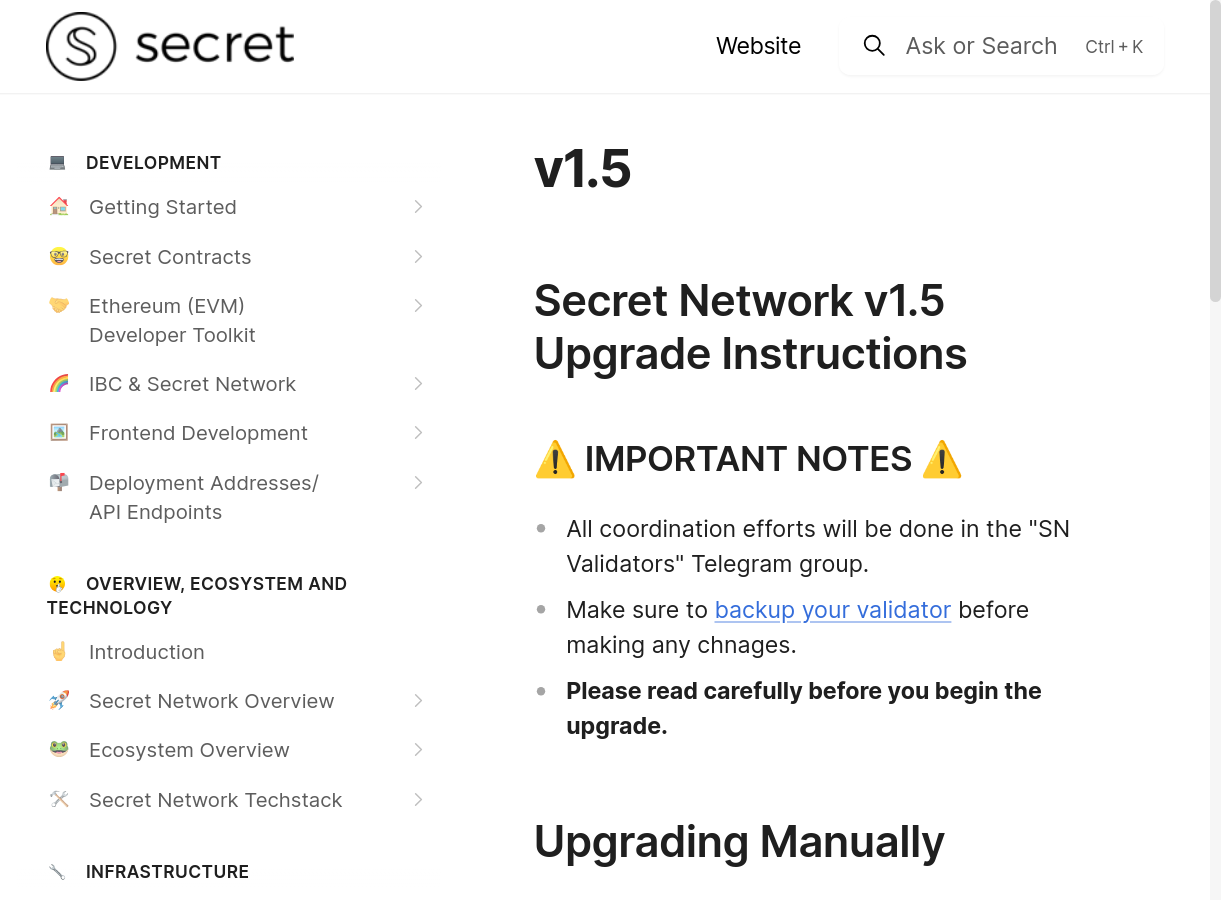 secret
Website
Ask or Search
Ctrl + K
DEVELOPMENT
Getting Started
Secret Contracts
Ethereum (EVM)
Developer Toolkit
IBC & Secret Network
Frontend Development
Deployment Addresses/
API Endpoints
OVERVIEW, ECOSYSTEM AND
TECHNOLOGY
Introduction
Secret Network Overview
Ecosystem Overview
Secret Network Techstack
INFRASTRUCTURE
v1.5
Secret Network v1.5
Upgrade Instructions
⚠️ IMPORTANT NOTES ⚠️
All coordination efforts will be done in the "SN
Validators" Telegram group.
Make sure to backup your validator before
making any chnages.
Please read carefully before you begin the
upgrade.
Upgrading Manually